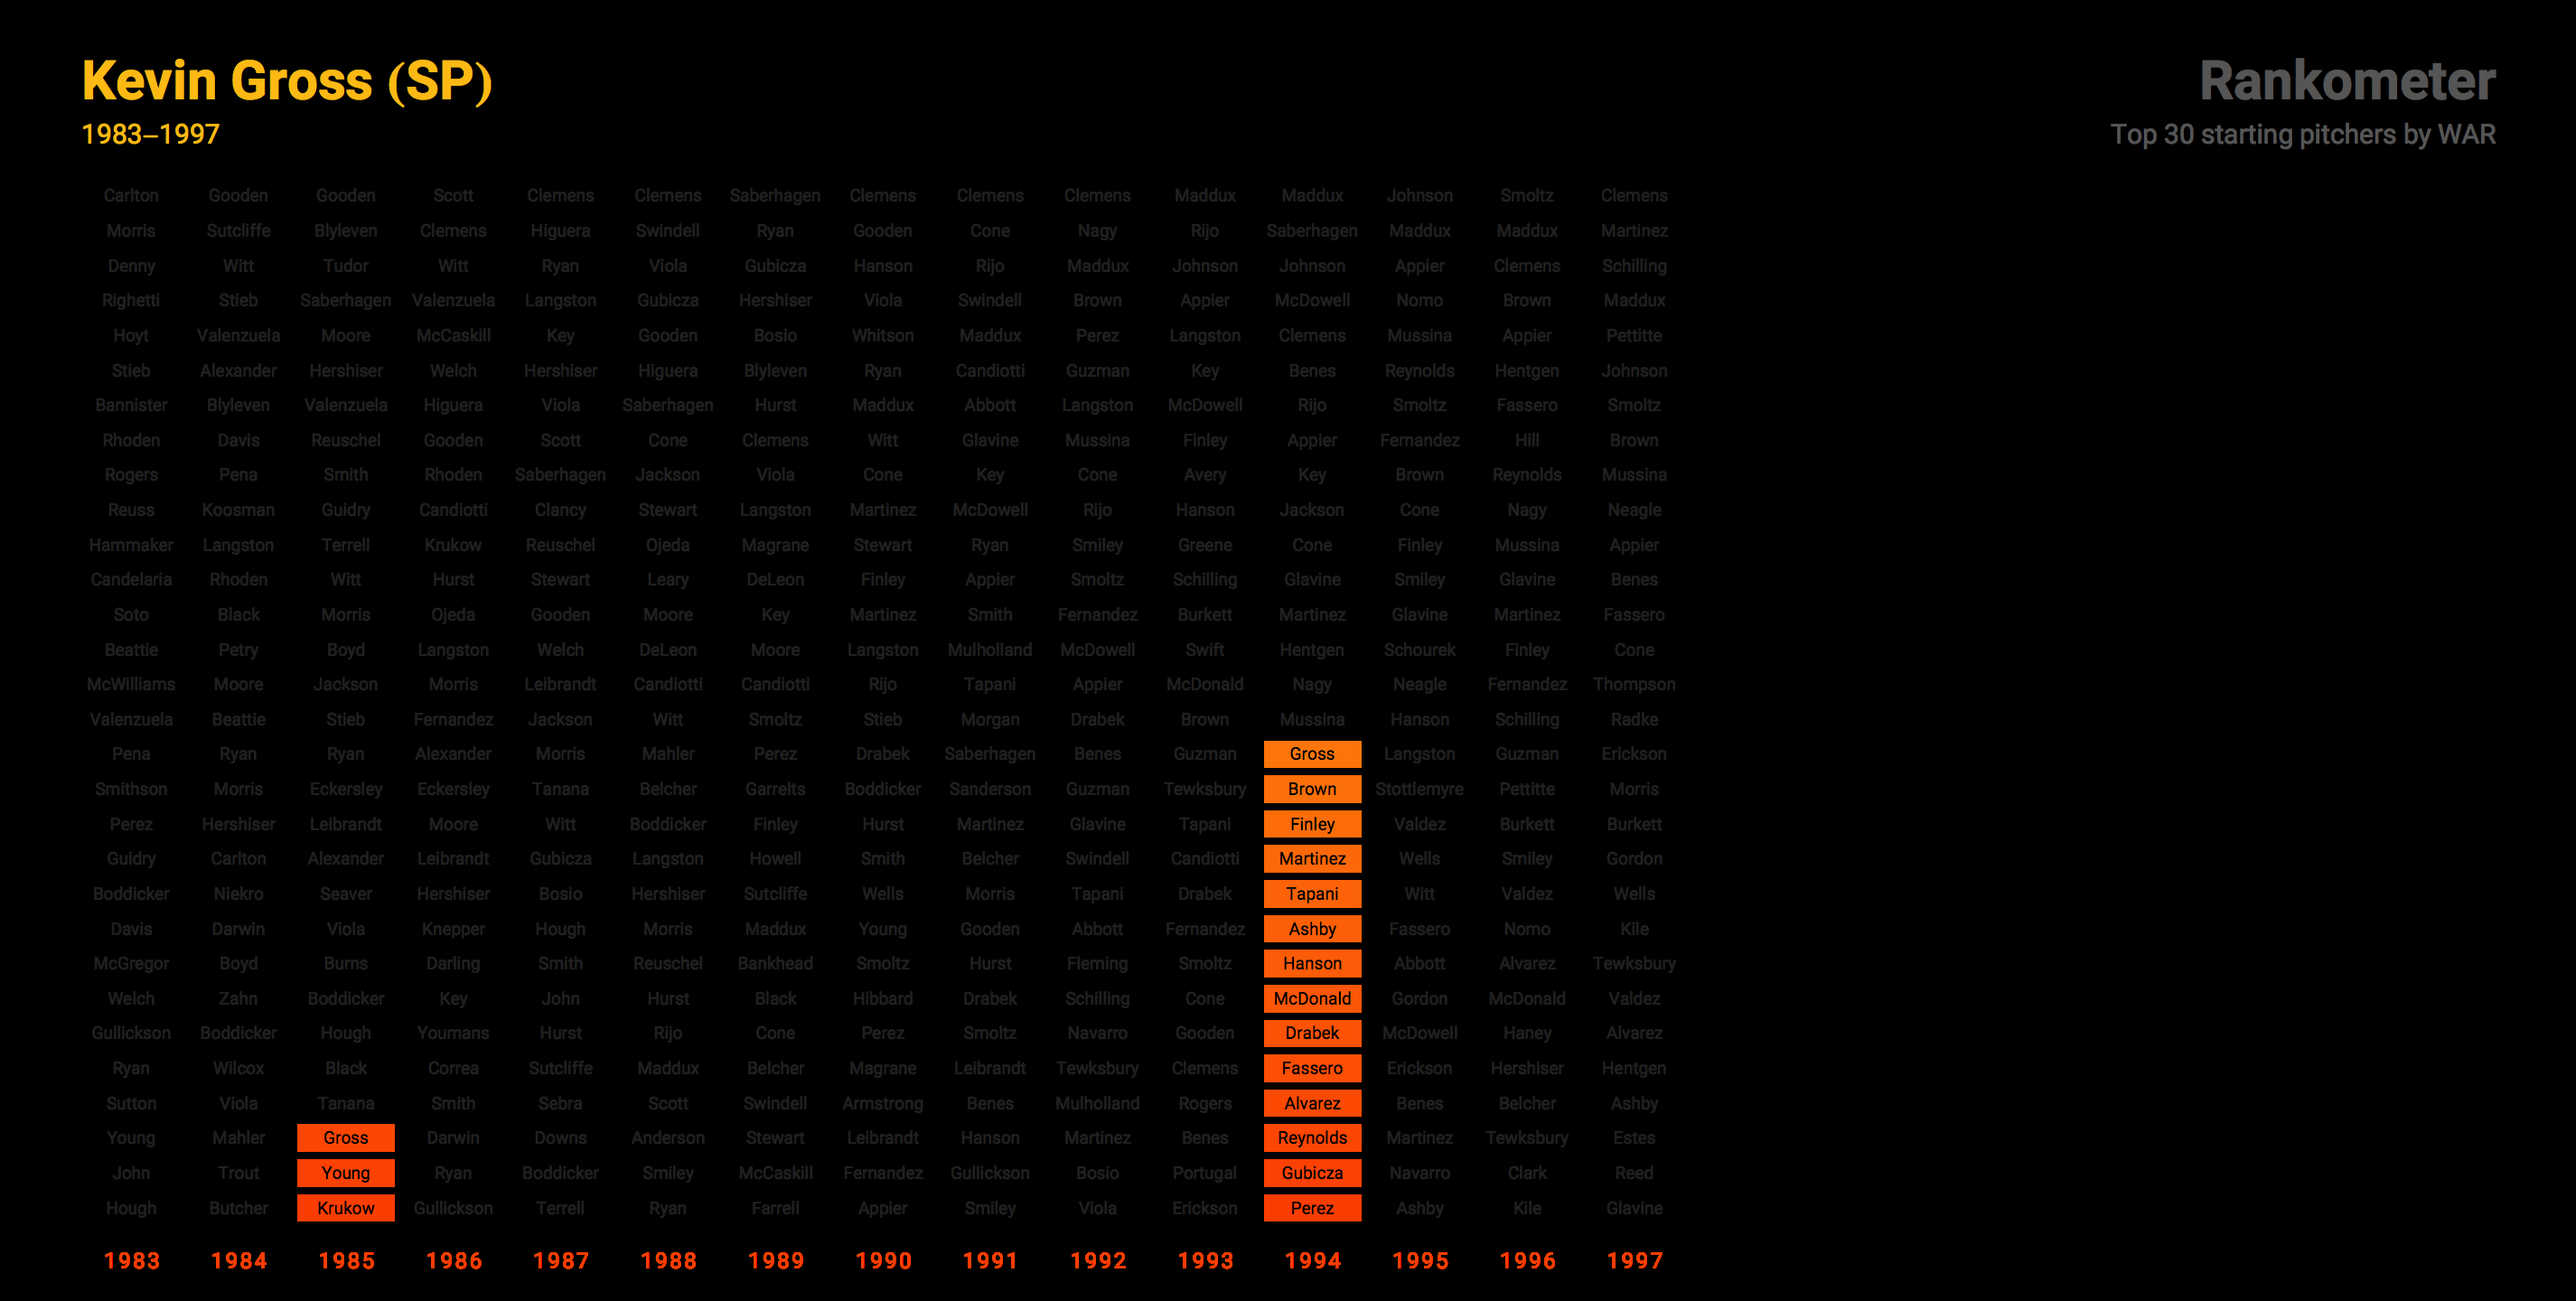 Kevin Gross (SP)
1983–1997
Rankometer
Top 30 starting pitchers by WAR
Carlton Gooden Gooden Scott Clemens Clemens Saberhagen Clemens Clemens Clemens Maddux Maddux Johnson Smoltz Clemens
Morris Sutcliffe Blyleven Clemens Higuera Swindell Ryan Gooden Cone Nagy Rijo Saberhagen Maddux Maddux Martinez
Denny Witt Tudor Witt Ryan Viola Gubicza Hanson Rijo Maddux Johnson Johnson Appier Clemens Schilling
Righetti Stieb Saberhagen Valenzuela Langston Gubicza Hershiser Viola Swindell Brown Appier McDowell Nomo Brown Maddux
Hoyt Valenzuela Moore McCaskill Key Gooden Bosio Whitson Maddux Perez Langston Clemens Mussina Appier Pettitte
Stieb Alexander Hershiser Welch Hershiser Higuera Blyleven Ryan Candiotti Guzman Key Benes Reynolds Hentgen Johnson
Bannister Blyleven Valenzuela Higuera Viola Saberhagen Hurst Maddux Abbott Langston McDowell Rijo Smoltz Fassero Smoltz
Rhoden Davis Reuschel Gooden Scott Cone Clemens Witt Glavine Mussina Finley Appier Fernandez Hill Brown
Rogers Pena Smith Rhoden Saberhagen Jackson Viola Cone Key Cone Avery Key Brown Reynolds Mussina
Reuss Koosman Guidry Candiotti Clancy Stewart Langston Martinez McDowell Rijo Hanson Jackson Cone Nagy Neagle
Hammaker Langston Terrell Krukow Reuschel Ojeda Magrane Stewart Ryan Smiley Greene Cone Finley Mussina Appier
Candelaria Rhoden Witt Hurst Stewart Leary DeLeon Finley Appier Smoltz Schilling Glavine Smiley Glavine Benes
Soto Black Morris Ojeda Gooden Moore Key Martinez Smith Fernandez Burkett Martinez Glavine Martinez Fassero
Beattie Petry Boyd Langston Welch DeLeon Moore Langston Mulholland McDowell Swift Hentgen Schourek Finley Cone
McWilliams Moore Jackson Morris Leibrandt Candiotti Candiotti Rijo Tapani Appier McDonald Nagy Neagle Fernandez Thompson
Valenzuela Beattie Stieb Fernandez Jackson Witt Smoltz Stieb Morgan Drabek Brown Mussina Hanson Schilling Radke
Pena Ryan Ryan Alexander Morris Mahler Perez Drabek Saberhagen Benes Guzman Gross Langston Guzman Erickson
Smithson Morris Eckersley Eckersley Tanana Belcher Garrelts Boddicker Sanderson Guzman Tewksbury Brown Stottlemyre Pettitte Morris
Perez Hershiser Leibrandt Moore Witt Boddicker Finley Hurst Martinez Glavine Tapani Finley Valdez Burkett Burkett
Guidry Carlton Alexander Leibrandt Gubicza Langston Howell Smith Belcher Swindell Candiotti Martinez Wells Smiley Gordon
Boddicker Niekro Seaver Hershiser Bosio Hershiser Sutcliffe Wells Morris Tapani Drabek Tapani Witt Valdez Wells
Davis Darwin Viola Knepper Hough Morris Maddux Young Gooden Abbott Fernandez Ashby Fassero Nomo Kile
McGregor Boyd Burns Darling Smith Reuschel Bankhead Smoltz Hurst Fleming Smoltz Hanson Abbott Alvarez Tewksbury
Welch Zahn Boddicker Key John Hurst Black Hibbard Drabek Schilling Cone McDonald Gordon McDonald Valdez
Gullickson Boddicker Hough Youmans Hurst Rijo Cone Perez Smoltz Navarro Gooden Drabek McDowell Haney Alvarez
Ryan Wilcox Black Correa Sutcliffe Maddux Belcher Magrane Leibrandt Tewksbury Clemens Fassero Erickson Hershiser Hentgen
Sutton Viola Tanana Smith Sebra Scott Swindell Armstrong Benes Mulholland Rogers Alvarez Benes Belcher Ashby
Young Mahler Gross Darwin Downs Anderson Stewart Leibrandt Hanson Martinez Benes Reynolds Martinez Tewksbury Estes
John Trout Young Ryan Boddicker Smiley McCaskill Fernandez Gullickson Bosio Portugal Gubicza Navarro Clark Reed
Hough Butcher Krukow Gullickson Terrell Ryan Farrell Appier Smiley Viola Erickson Perez Ashby Kile Glavine
1983 1984 1985 1986 1987 1988 1989 1990 1991 1992 1993 1994 1995 1996 1997